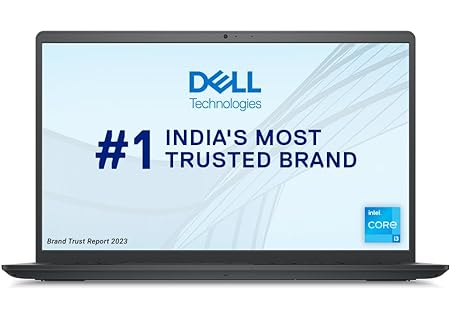 DELL
Technologies
#1 INDIA'S MOST
TRUSTED BRAND
intel.
CORE
i3
Brand Trust Report 2023